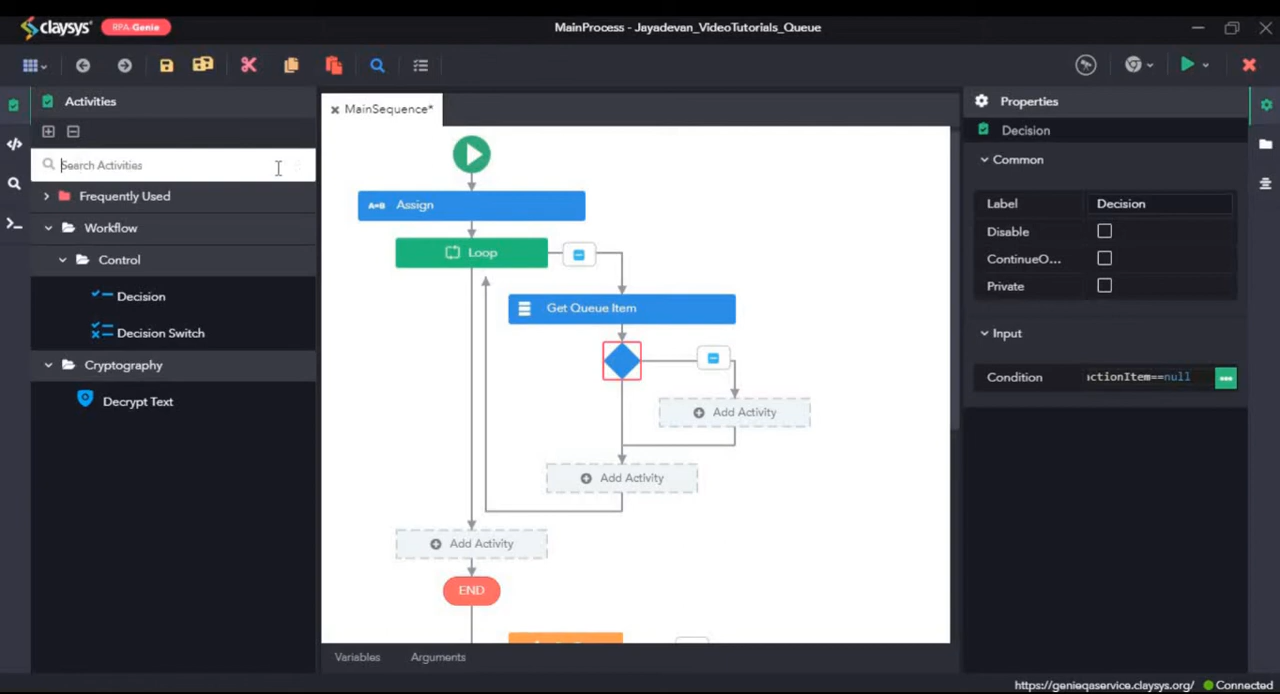 claysys RPA-Genie
MainProcess - Jayadevan_VideoTutorials_Queue
Activities
Search Activities
Frequently Used
Workflow
Control
Decision
Decision Switch
Cryptography
Decrypt Text
MainSequence*
Assign
Loop
Get Queue Item
Add Activity
Add Activity
Add Activity
END
Variables Arguments
Properties
Decision
Common
Label Decision
Disable
ContinueO...
Private
Input
Condition ctionItem==null
https://genieqaservice.claysys.org/ Connected